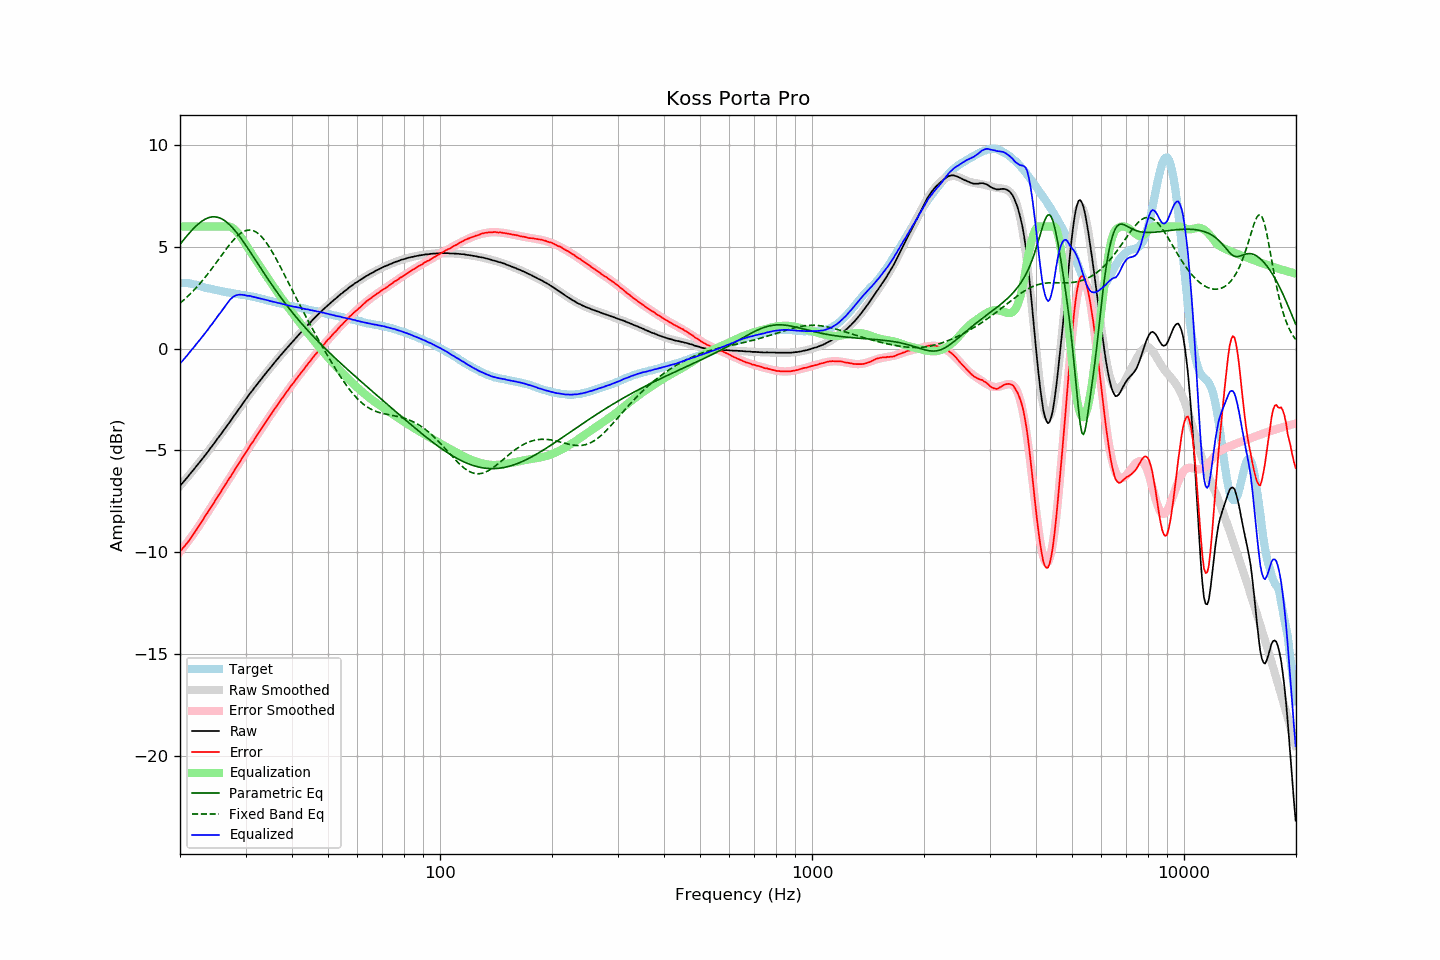 Koss Porta Pro
10
5
0
−5
−10
−15
−20
Amplitude (dBr)
Target
Raw Smoothed
Error Smoothed
Raw
Error
Equalization
Parametric Eq
Fixed Band Eq
Equalized
100
1000
10000
Frequency (Hz)